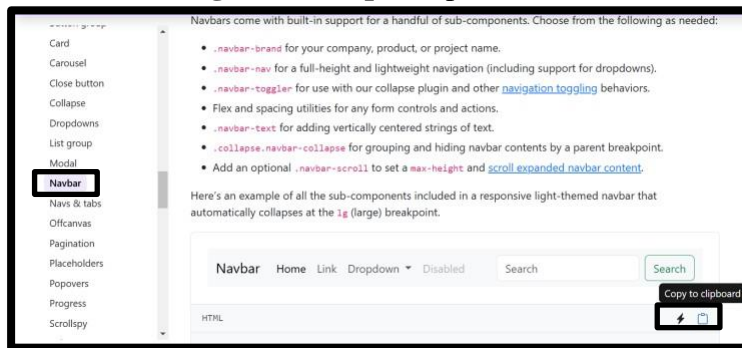 Card
Carousel
Close button
Collapse
Dropdowns
List group
Modal
Navbar
Navs & tabs
Offcanvas
Pagination
Placeholders
Popovers
Progress
Scrollspy
Navbars come with built-in support for a handful of sub-components. Choose from the following as needed:
• .navbar-brand for your company, product, or project name.
• .navbar-nav for a full-height and lightweight navigation (including support for dropdowns).
• .navbar-toggler for use with our collapse plugin and other navigation toggling behaviors.
• Flex and spacing utilities for any form controls and actions.
• .navbar-text for adding vertically centered strings of text.
• .collapse.navbar-collapse for grouping and hiding navbar contents by a parent breakpoint.
• Add an optional .navbar-scroll to set a max-height and scroll expanded navbar content.
Here's an example of all the sub-components included in a responsive light-themed navbar that
automatically collapses at the lg (large) breakpoint.
Navbar Home Link Dropdown Disabled Search Search
Copy to clipboard
HTML